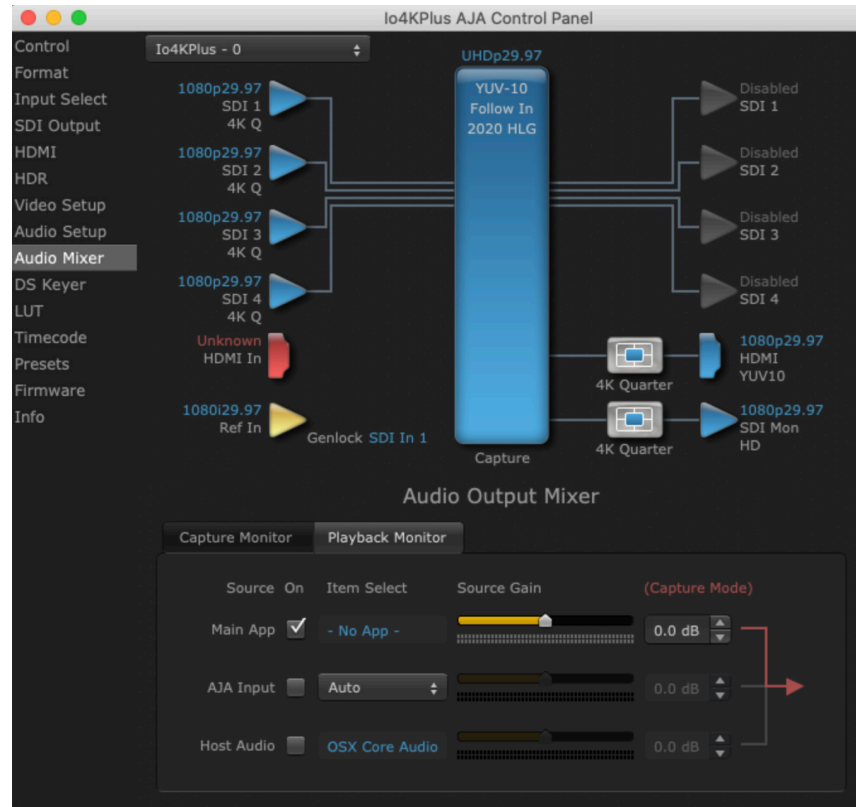 Io4KPlus AJA Control Panel
Control
Format
Input Select
SDI Output
HDMI
HDR
Video Setup
Audio Setup
Audio Mixer
DS Keyer
LUT
Timecode
Presets
Firmware
Info
Io4KPlus - 0
UHDp29.97
YUV-10
Follow In
2020 HLG
Capture
1080p29.97
SDI 1
4K Q
1080p29.97
SDI 2
4K Q
1080p29.97
SDI 3
4K Q
1080p29.97
SDI 4
4K Q
Unknown
HDMI In
1080i29.97
Ref In
Genlock SDI In 1
Disabled
SDI 1
Disabled
SDI 2
Disabled
SDI 3
Disabled
SDI 4
4K Quarter
1080p29.97
HDMI
YUV10
4K Quarter
1080p29.97
SDI Mon
HD
Audio Output Mixer
Capture Monitor Playback Monitor
Source On Item Select Source Gain (Capture Mode)
Main App - No App - 0.0 dB
AJA Input Auto 0.0 dB
Host Audio OSX Core Audio 0.0 dB